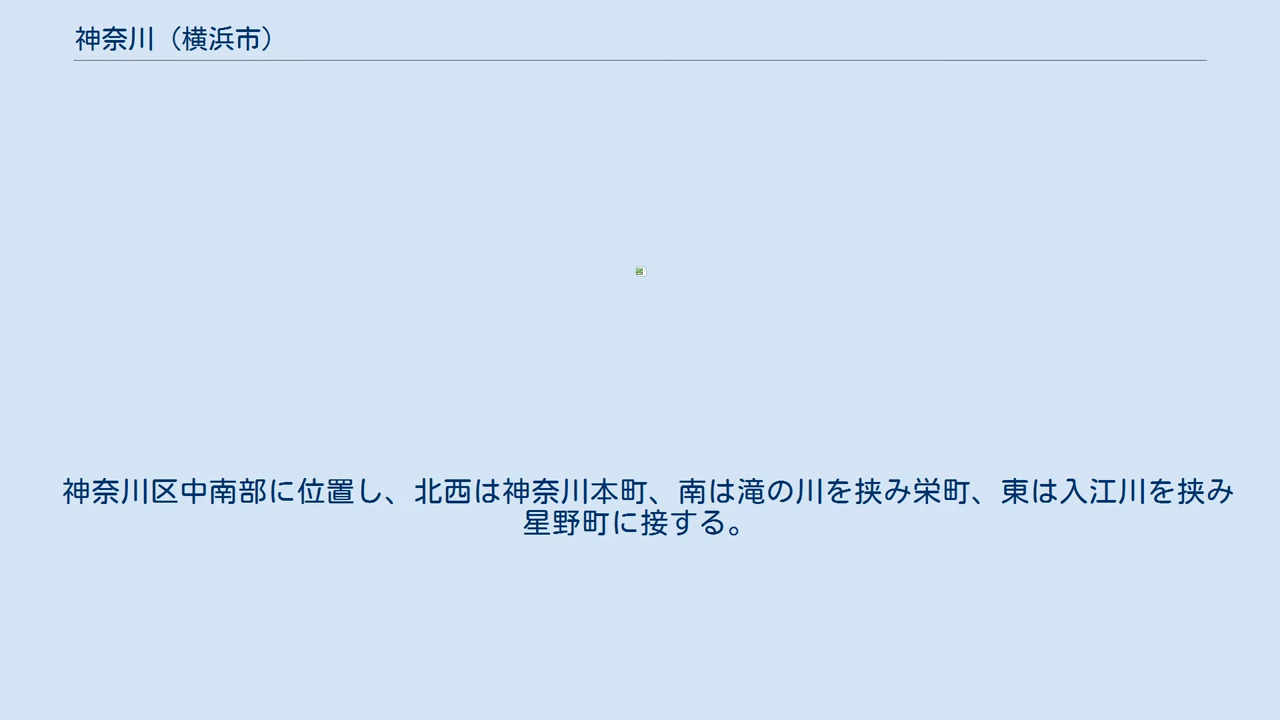 神奈川（横浜市）
神奈川区中南部に位置し、北西は神奈川本町、南は滝の川を挟み栄町、東は入江川を挟み
星野町に接する。